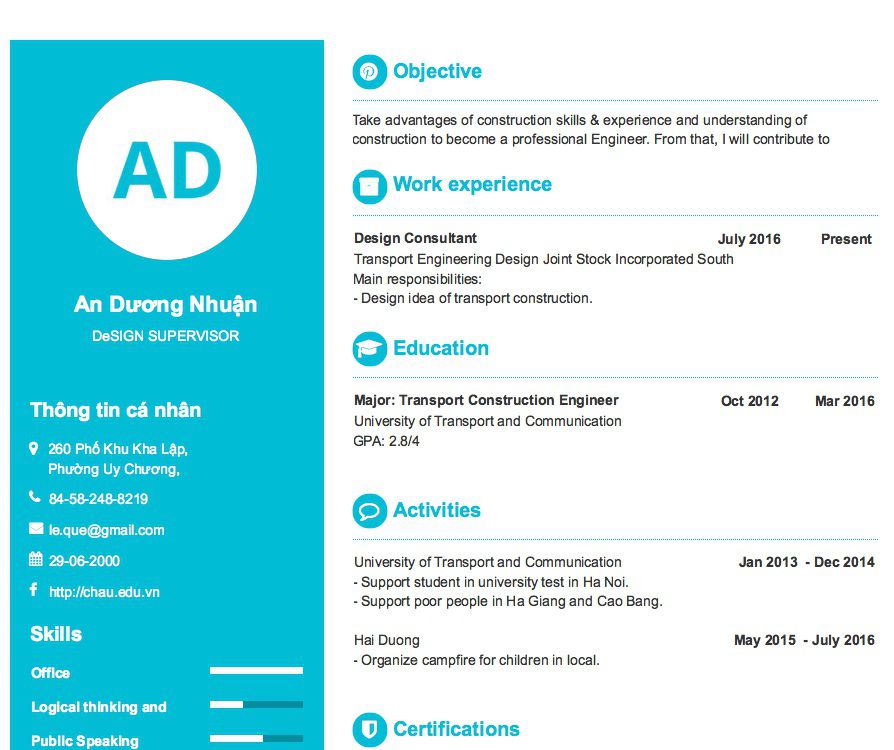 AD
An Dương Nhuận
DeSIGN SUPERVISOR
Thông tin cá nhân
260 Phố Khu Kha Lập,
Phường Uy Chương,
84-58-248-8219
le.que@gmail.com
29-06-2000
http://chau.edu.vn
Skills
Office
Logical thinking and
Public Speaking
Objective
Take advantages of construction skills & experience and understanding of
construction to become a professional Engineer. From that, I will contribute to
Work experience
Design Consultant July 2016 Present
Transport Engineering Design Joint Stock Incorporated South
Main responsibilities:
- Design idea of transport construction.
Education
Major: Transport Construction Engineer Oct 2012 Mar 2016
University of Transport and Communication
GPA: 2.8/4
Activities
University of Transport and Communication Jan 2013 - Dec 2014
- Support student in university test in Ha Noi.
- Support poor people in Ha Giang and Cao Bang.
Hai Duong May 2015 - July 2016
- Organize campfire for children in local.
Certifications